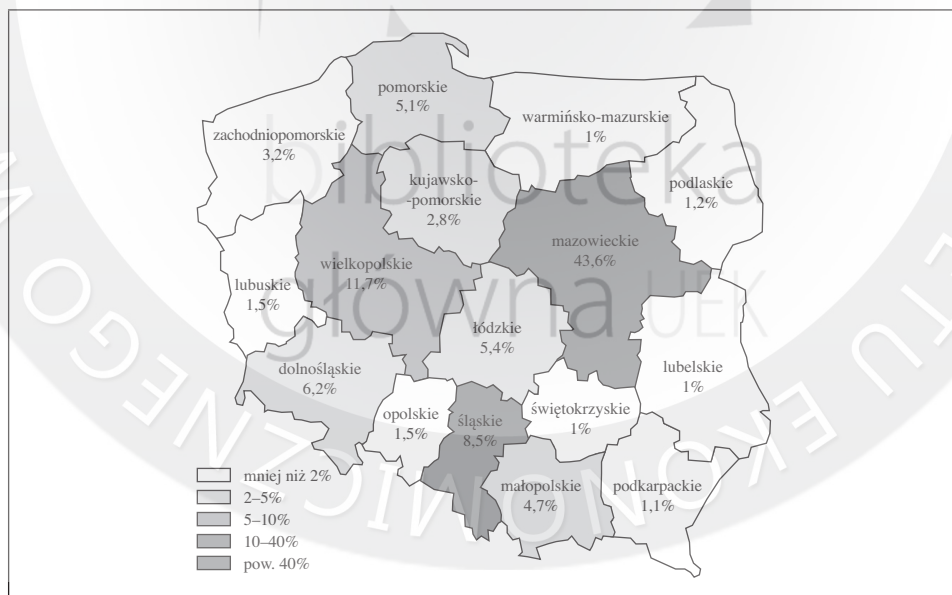 pomorskie
5,1%
warmińsko-mazurskie
1%
zachodniopomorskie
3,2%
podlaskie
1,2%
kujawsko-
-pomorskie
2,8%
mazowieckie
43,6%
wielkopolskie
11,7%
lubuskie
1,5%
łódzkie
5,4%
dolnośląskie
6,2%
lubelskie
1%
opolskie
1,5%
śląskie
8,5%
świętokrzyskie
1%
małopolskie
4,7%
podkarpackie
1,1%
mniej niż 2%
2–5%
5–10%
10–40%
pow. 40%
biblioteka
główna UEK
M OGENZCIMONOKE UTE